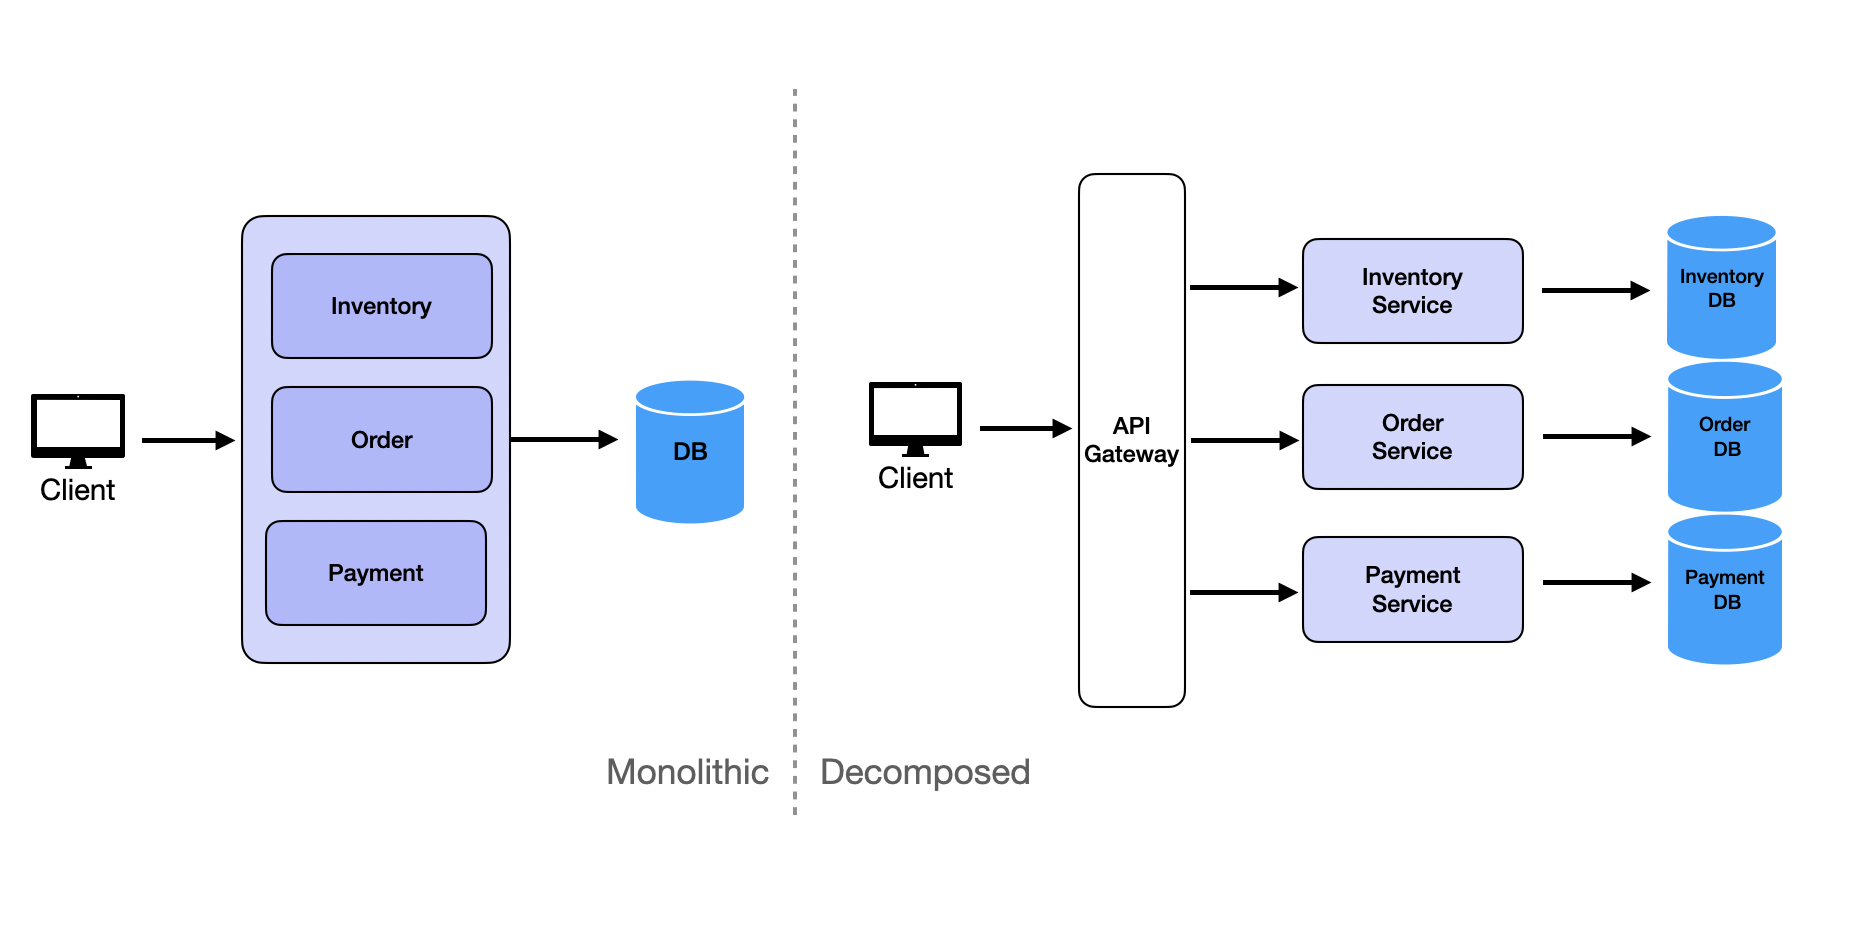 Inventory
Order
Payment
Client
DB
Monolithic
Client
API
Gateway
Inventory
Service
Order
Service
Payment
Service
Inventory
DB
Order
DB
Payment
DB
Decomposed